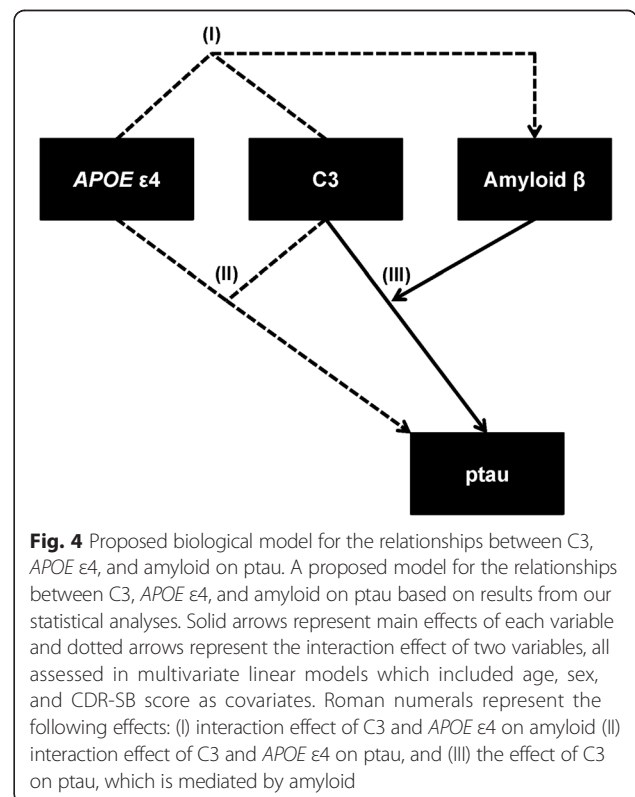 (I)
APOE ε4
C3
Amyloid β
(II)
(III)
ptau
Fig. 4 Proposed biological model for the relationships between C3,
APOE ε4, and amyloid on ptau. A proposed model for the relationships
between C3, APOE ε4, and amyloid on ptau based on results from our
statistical analyses. Solid arrows represent main effects of each variable
and dotted arrows represent the interaction effect of two variables, all
assessed in multivariate linear models which included age, sex,
and CDR-SB score as covariates. Roman numerals represent the
following effects: (I) interaction effect of C3 and APOE ε4 on amyloid (II)
interaction effect of C3 and APOE ε4 on ptau, and (III) the effect of C3
on ptau, which is mediated by amyloid